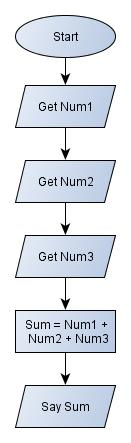 Start
Get Num1
Get Num2
Get Num3
Sum = Num1 +
Num2 + Num3
Say Sum